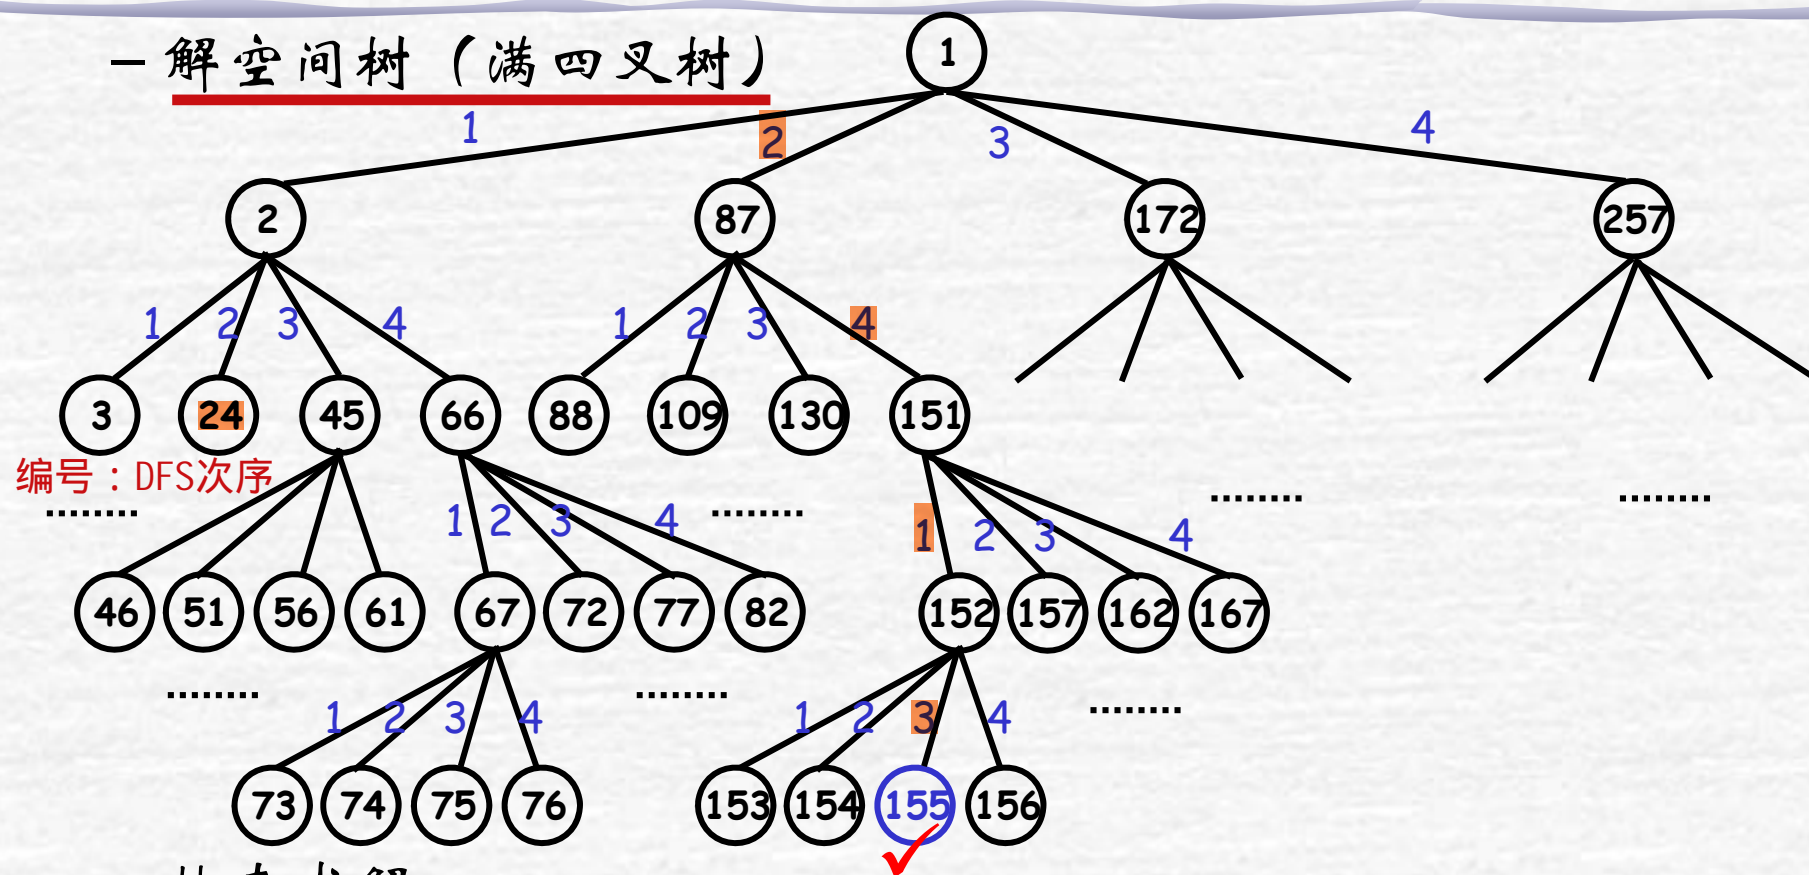 – 解空间树（满四叉树）
1
1 2 3 4
2 87 172 257
1 2 3 4 1 2 3 4
3 24 45 66 88 109 130 151
编号：DFS次序
........ ........ ........ ........
1 2 3 4 1 2 3 4
46 51 56 61 67 72 77 82 152 157 162 167
........ ........ ........
1 2 3 4 1 2 3 4
73 74 75 76 153 154 155 156